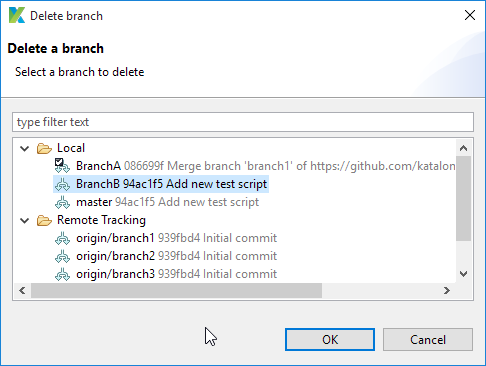 Delete branch
Delete a branch
Select a branch to delete
type filter text
Local
BranchA 086699f Merge branch 'branch1' of https://github.com/katalon
BranchB 94ac1f5 Add new test script
master 94ac1f5 Add new test script
Remote Tracking
origin/branch1 939fbd4 Initial commit
origin/branch2 939fbd4 Initial commit
origin/branch3 939fbd4 Initial commit
OK
Cancel